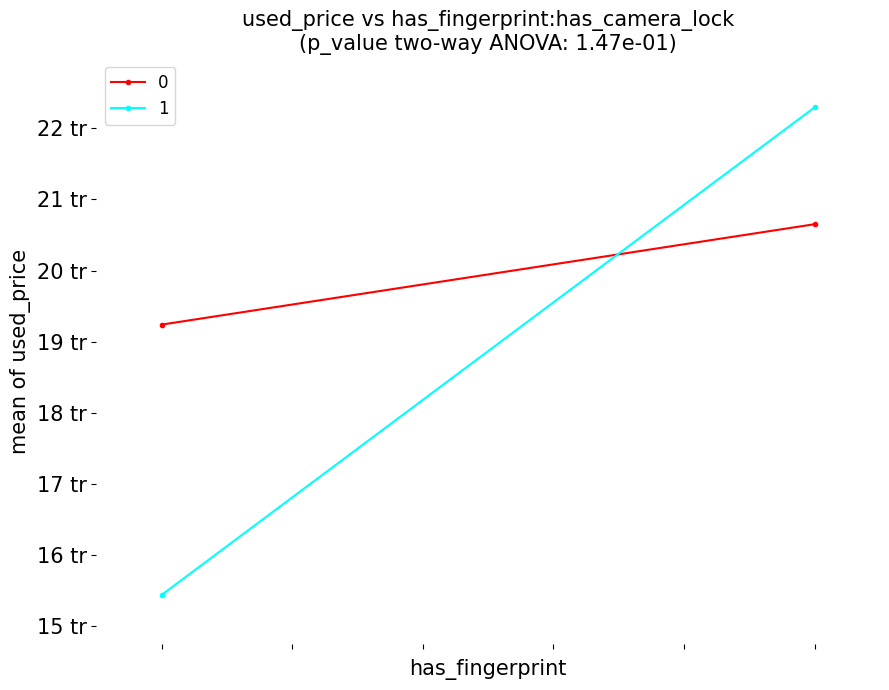 used_price vs has_fingerprint:has_camera_lock
(p_value two-way ANOVA: 1.47e-01)
0
1
22 tr
21 tr
20 tr
19 tr
18 tr
17 tr
16 tr
15 tr
mean of used_price
has_fingerprint